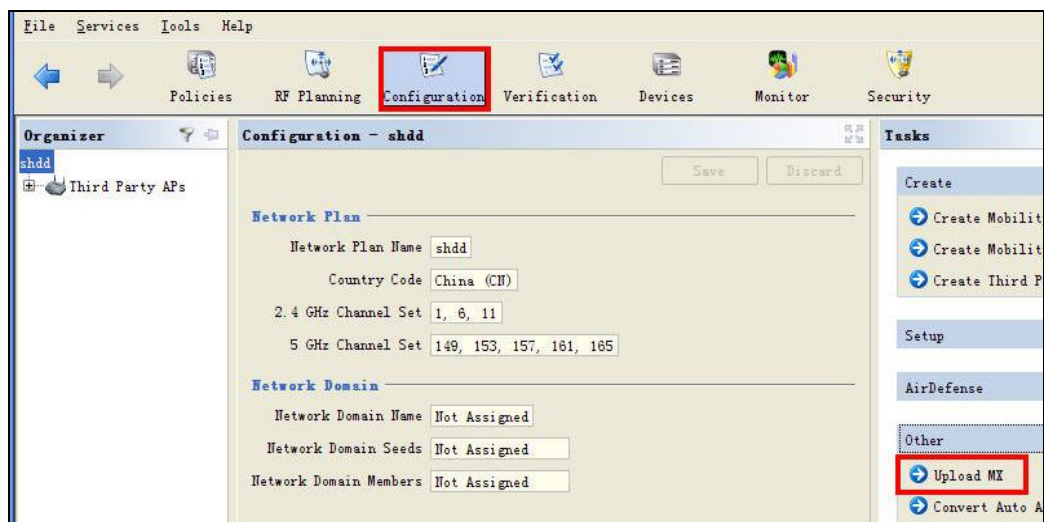 File Services Tools Help
Policies RF Planning Configuration Verification Devices Monitor Security
Organizer
shdd
Third Party APs
Configuration - shdd
Save Discard
Network Plan
Network Plan Name shdd
Country Code China (CN)
2.4 GHz Channel Set 1, 6, 11
5 GHz Channel Set 149, 153, 157, 161, 165
Network Domain
Network Domain Name Not Assigned
Network Domain Seeds Not Assigned
Network Domain Members Not Assigned
Tasks
Create
Create Mobilit
Create Mobilit
Create Third P
Setup
AirDefense
Other
Upload MX
Convert Auto A